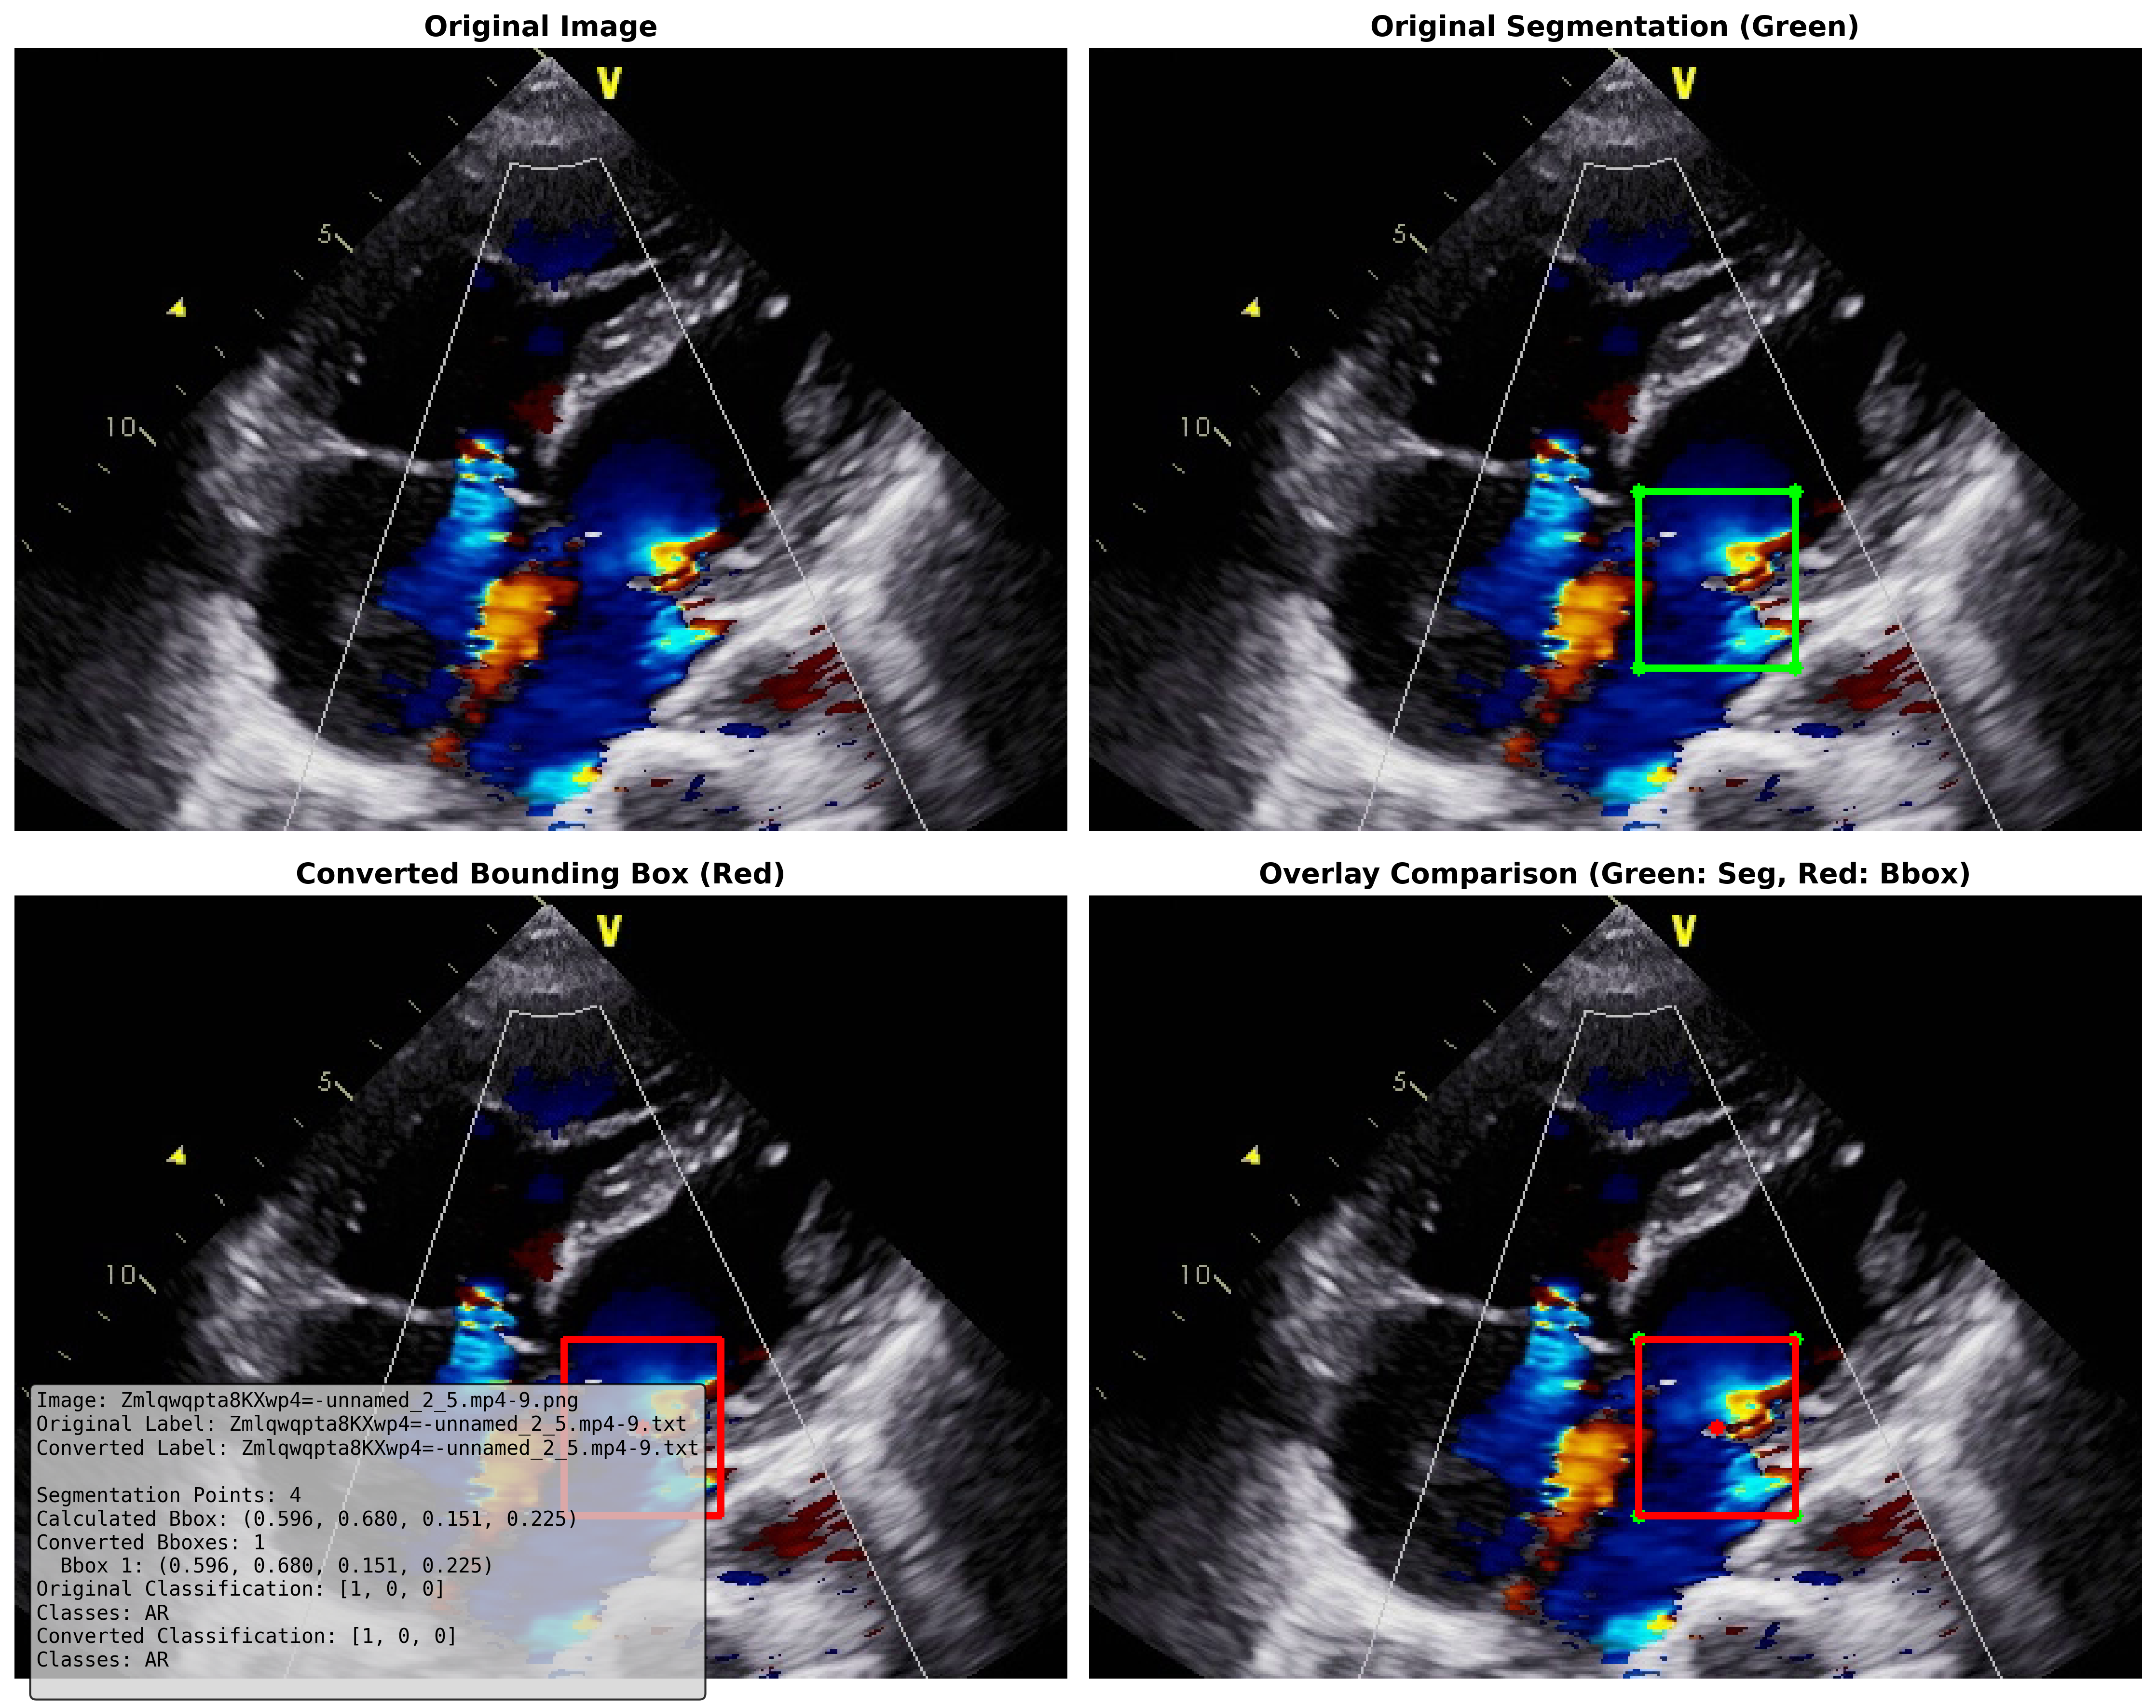 Original Image
Original Segmentation (Green)
V
5
10
V
5
10
Converted Bounding Box (Red)
Overlay Comparison (Green: Seg, Red: Bbox)
V
5
10
Image: Zmlqwqpta8KXwp4=-unnamed_2_5.mp4-9.png
Original Label: Zmlqwqpta8KXwp4=-unnamed_2_5.mp4-9.txt
Converted Label: Zmlqwqpta8KXwp4=-unnamed_2_5.mp4-9.txt
Segmentation Points: 4
Calculated Bbox: (0.596, 0.680, 0.151, 0.225)
Converted Bboxes: 1
Bbox 1: (0.596, 0.680, 0.151, 0.225)
Original Classification: [1, 0, 0]
Classes: AR
Converted Classification: [1, 0, 0]
Classes: AR
V
5
10